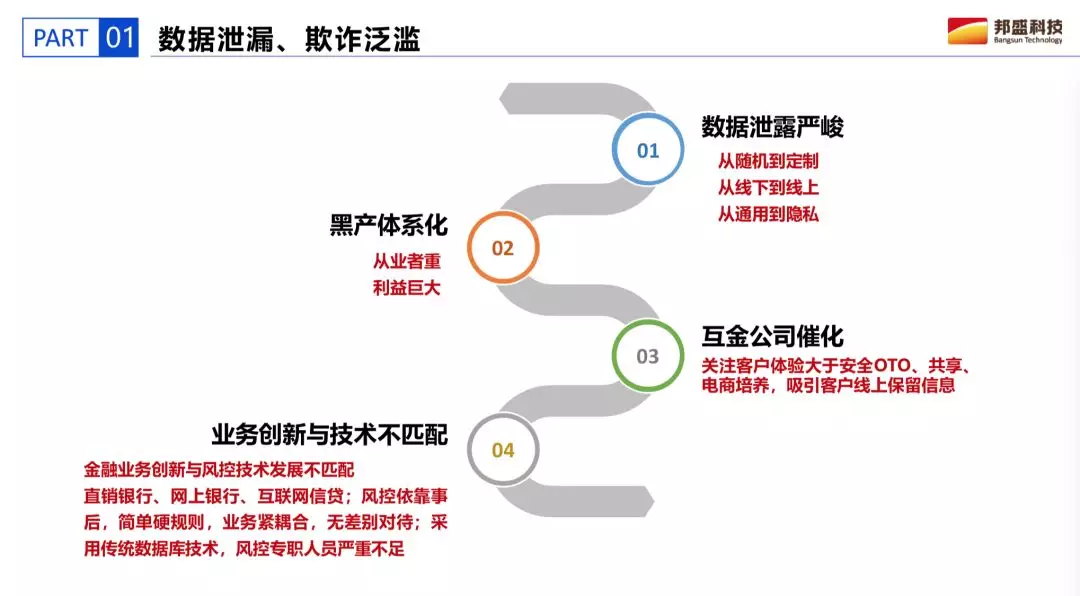 PART 01 数据泄漏、欺诈泛滥
邦盛科技
Bangsun Technology
01
数据泄露严峻
从随机到定制
从线下到线上
从通用到隐私
02
黑产体系化
从业者重
利益巨大
03
互金公司催化
关注客户体验大于安全OTO、共享、
电商培养，吸引客户线上保留信息
04
业务创新与技术不匹配
金融业务创新与风控技术发展不匹配
直销银行、网上银行、互联网信贷；风控依靠事
后，简单硬规则，业务紧耦合，无差别对待；采
用传统数据库技术，风控专职人员严重不足